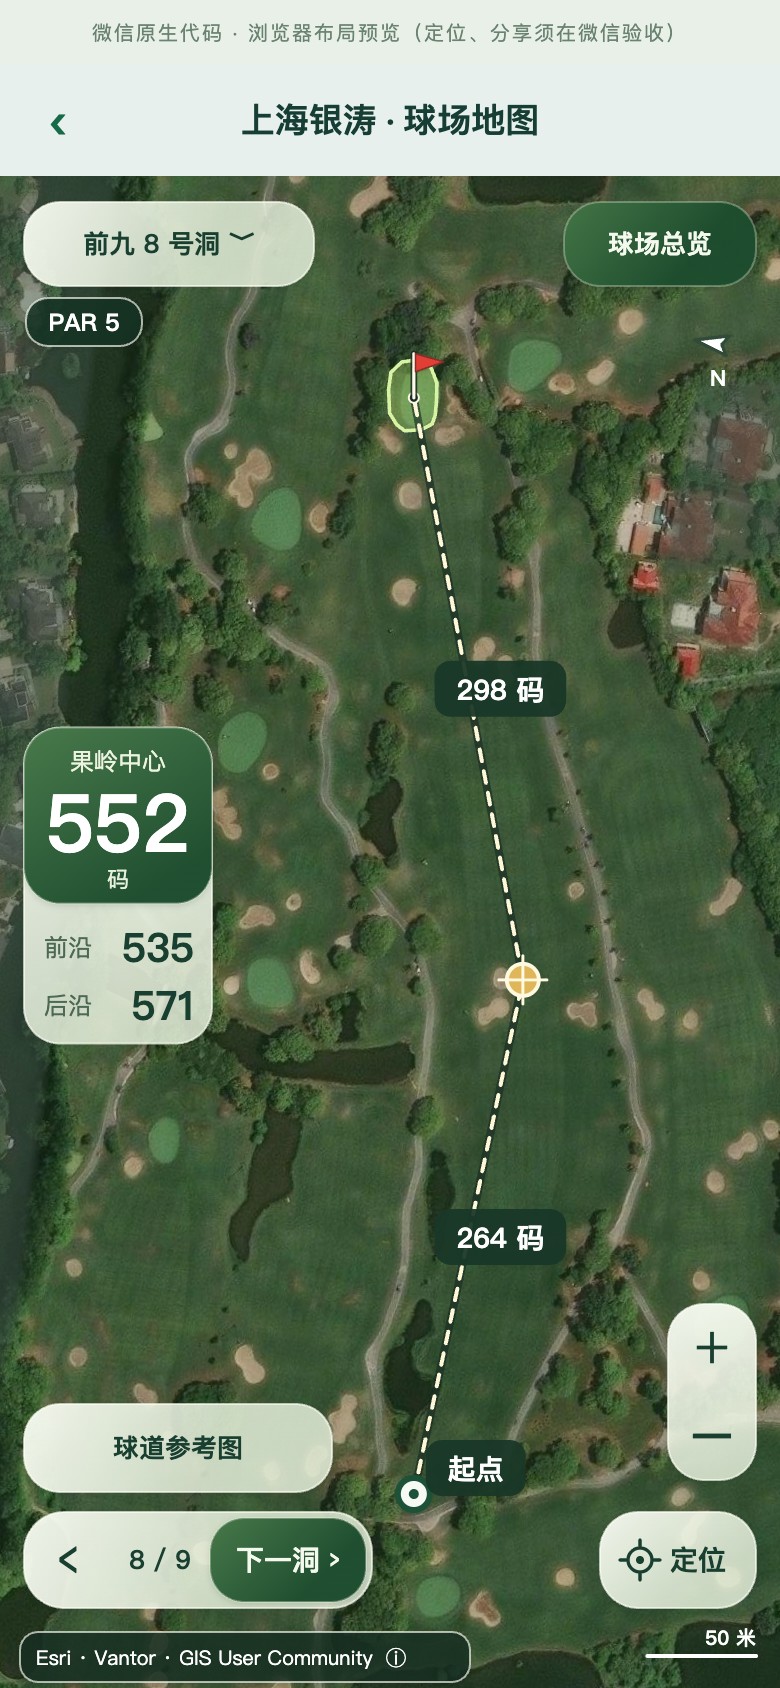 微信原生代码 · 浏览器布局预览（定位、分享须在微信验收）
‹
上海银涛 · 球场地图
前九 8 号洞
球场总览
PAR 5
N
298 码
果岭中心
552
码
前沿 535
后沿 571
264 码
+
−
球道参考图
起点
< 8 / 9 下一洞 ›
定位
50 米
Esri · Vantor · GIS User Community ⓘ